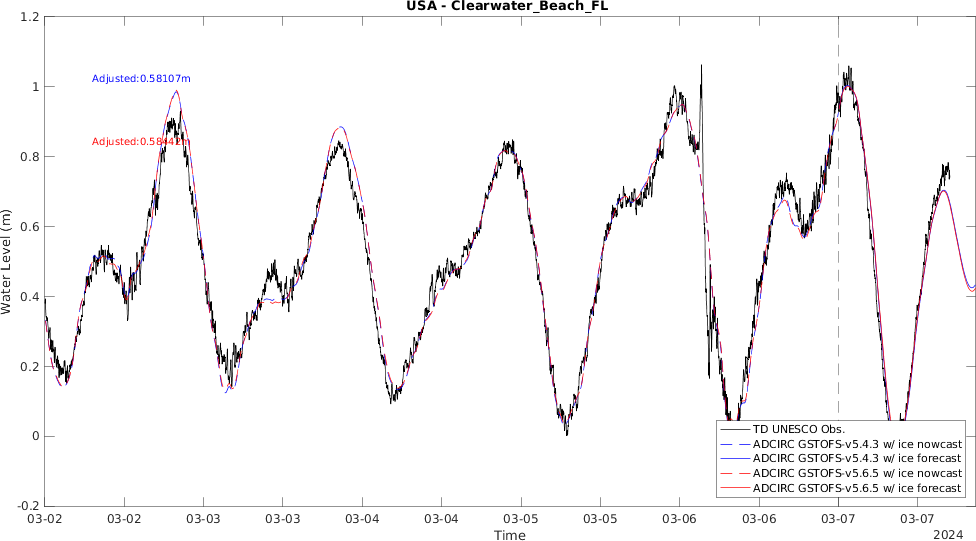 USA - Clearwater_Beach_FL
1.2
1
0.8
0.6
0.4
0.2
0
-0.2
Water Level (m)
Adjusted:0.58107m
Adjusted:0.58442m
TD UNESCO Obs.
ADCIRC GSTOFS-v5.4.3 w/ ice nowcast
ADCIRC GSTOFS-v5.4.3 w/ ice forecast
ADCIRC GSTOFS-v5.6.5 w/ ice nowcast
ADCIRC GSTOFS-v5.6.5 w/ ice forecast
03-02 03-02 03-03 03-03 03-04 03-04 03-05 03-05 03-06 03-06 03-07 03-07
Time
2024